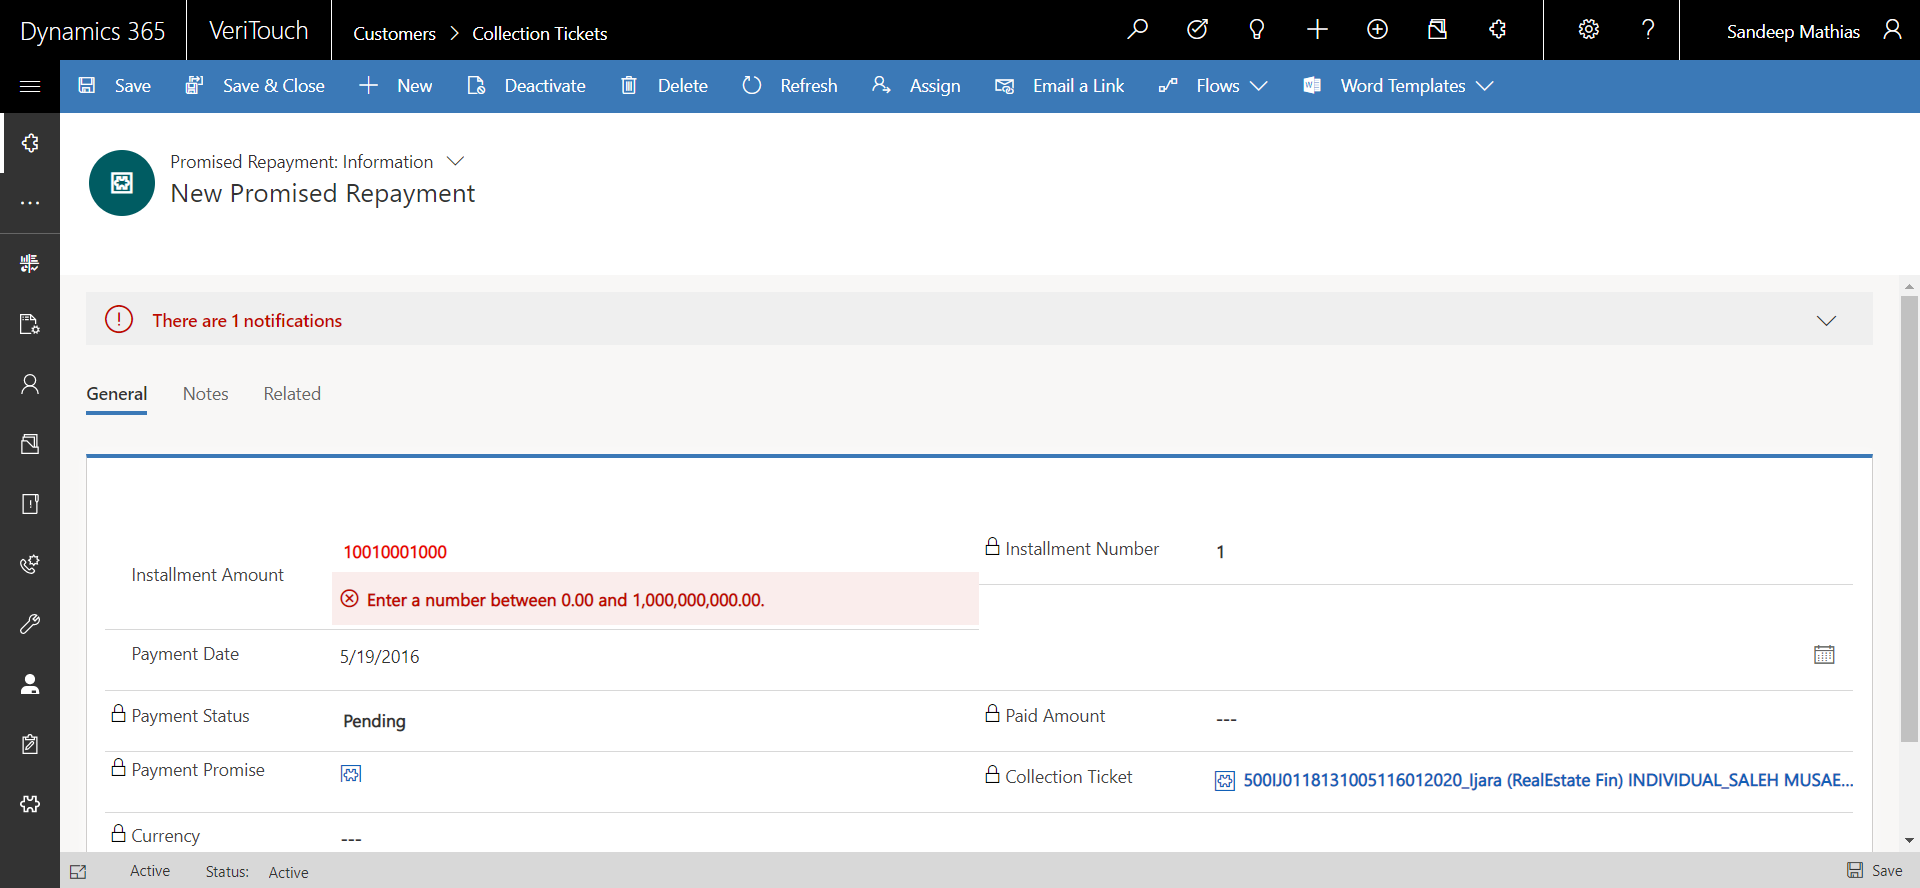 Dynamics 365
VeriTouch
Customers > Collection Tickets
Sandeep Mathias
Save
Save & Close
New
Deactivate
Delete
Refresh
Assign
Email a Link
Flows
Word Templates
Promised Repayment: Information
New Promised Repayment
There are 1 notifications
General
Notes
Related
Installment Amount
10010001000
Enter a number between 0.00 and 1,000,000,000.00.
Installment Number
1
Payment Date
5/19/2016
Payment Status
Pending
Paid Amount
---
Payment Promise
Collection Ticket
500IJ0118131005116012020_Ijara (RealEstate Fin) INDIVIDUAL_SALEH MUSAE...
Currency
---
Active
Status:
Active
Save